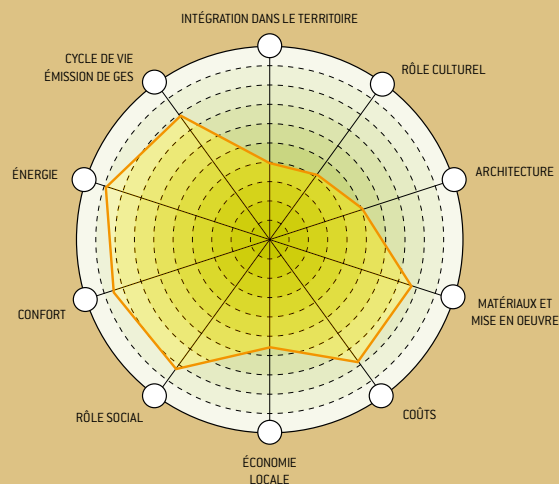 INTÉGRATION DANS LE TERRITOIRE
CYCLE DE VIE
ÉMISSION DE GES
RÔLE CULTUREL
ÉNERGIE
ARCHITECTURE
CONFORT
MATÉRIAUX ET
MISE EN OEUVRE
RÔLE SOCIAL
COÛTS
ÉCONOMIE
LOCALE